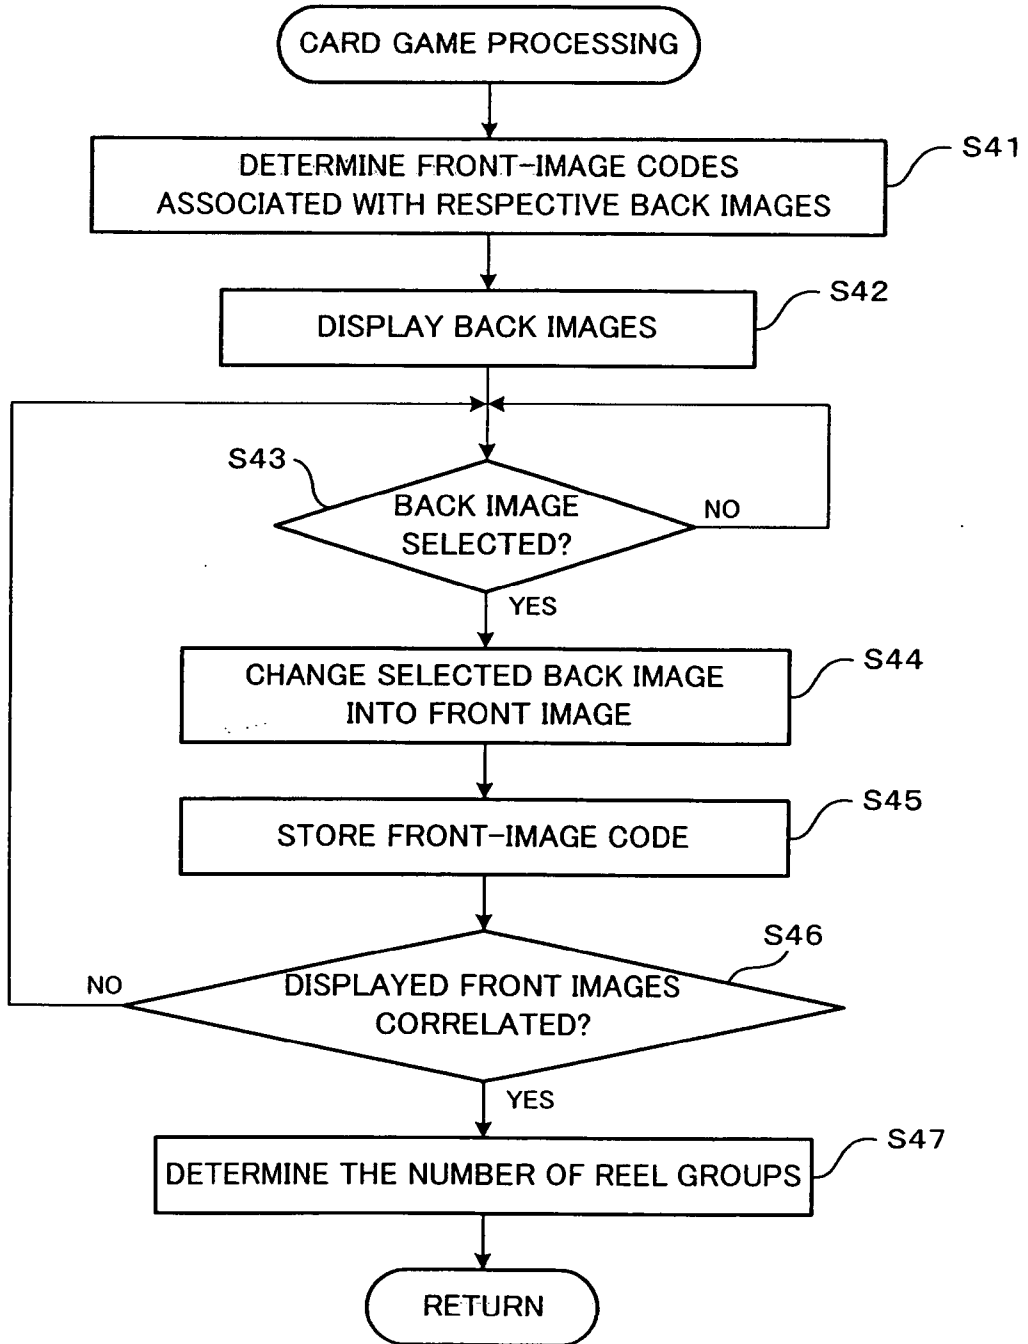 CARD GAME PROCESSING
DETERMINE FRONT-IMAGE CODES
ASSOCIATED WITH RESPECTIVE BACK IMAGES
S41
DISPLAY BACK IMAGES
S42
S43
BACK IMAGE
SELECTED?
NO
YES
CHANGE SELECTED BACK IMAGE
INTO FRONT IMAGE
S44
STORE FRONT-IMAGE CODE
S45
S46
NO
DISPLAYED FRONT IMAGES
CORRELATED?
YES
DETERMINE THE NUMBER OF REEL GROUPS
S47
RETURN